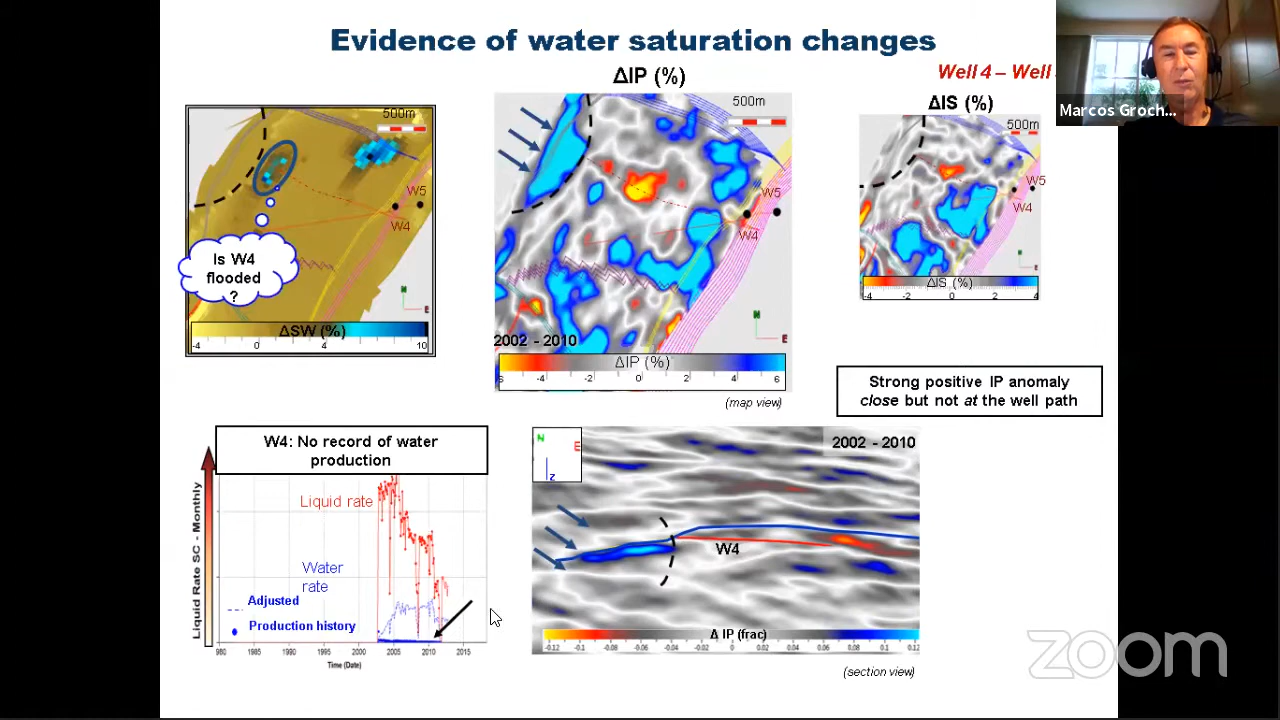 Evidence of water saturation changes
Well 4 – Well
Marcos Groch...
500m
W5
W4
Is W4
flooded
?
N
E
ΔSW (%)
-4
0
4
10
ΔIP (%)
500m
W5
W4
N
E
2002 - 2010
ΔIP (%)
-4
-2
0
2
4
6
(map view)
ΔIS (%)
500m
W5
W4
ΔIS (%)
-4
-2
0
2
4
Strong positive IP anomaly
close but not at the well path
W4: No record of water
production
Liquid Rate SC - Monthly
Liquid rate
Water
rate
Adjusted
Production history
980
1985
1990
1995
2000
2005
2010
2015
Time (Date)
N
E
z
2002 - 2010
W4
Δ IP (frac)
-0.12
-0.1
-0.08
-0.06
-0.04
-0.02
0
0.02
0.04
0.06
0.08
0.1
0.12
(section view)
zoom